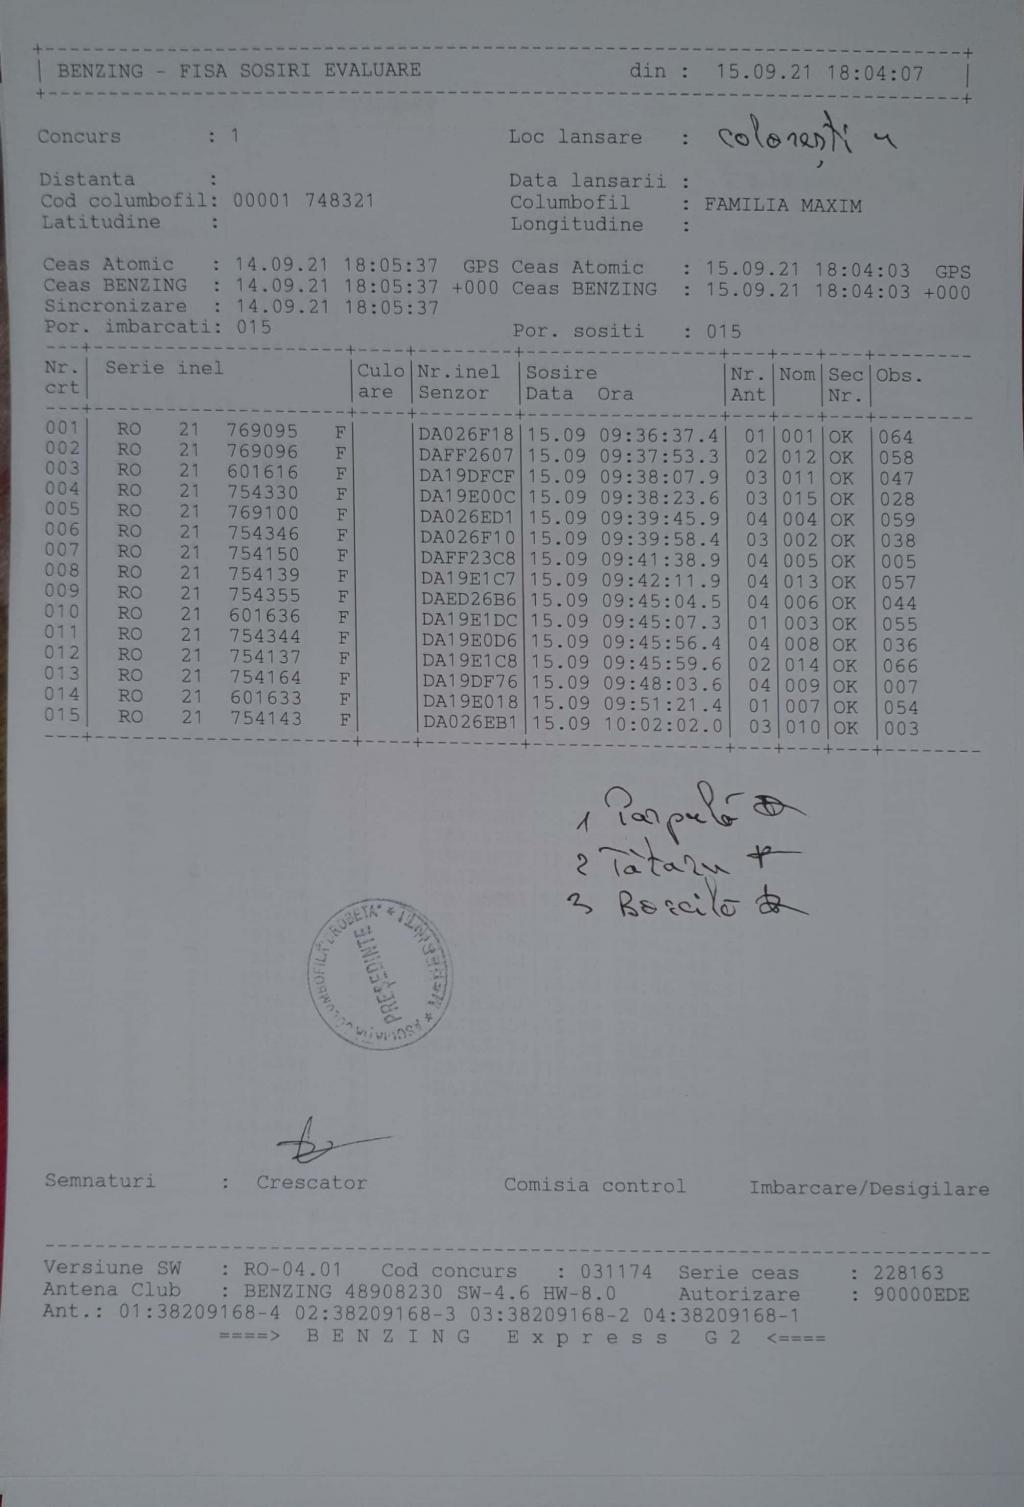 BENZING - FISA SOSIRI EVALUARE din : 15.09.21 18:04:07
Concurs : 1 Loc lansare :
Distanta : Data lansarii :
Cod columbofil: 00001 748321 Columbofil : FAMILIA MAXIM
Latitudine : Longitudine :
Ceas Atomic : 14.09.21 18:05:37 GPS Ceas Atomic : 15.09.21 18:04:03 GPS
Ceas BENZING : 14.09.21 18:05:37 +000 Ceas BENZING : 15.09.21 18:04:03 +000
Sincronizare : 14.09.21 18:05:37
Por. imbarcati: 015 Por. sositi : 015
Nr. Serie inel Culo Nr.inel Sosire Nr. Nom Sec Obs.
crt are Senzor Data Ora Ant Nr.
001 RO 21 769095 F DA026F18 15.09 09:36:37.4 01 001 OK 064
002 RO 21 769096 F DAFF2607 15.09 09:37:53.3 02 012 OK 058
003 RO 21 601616 F DA19DFCF 15.09 09:38:07.9 03 011 OK 047
004 RO 21 754330 F DA19E00C 15.09 09:38:23.6 03 015 OK 028
005 RO 21 769100 F DA026ED1 15.09 09:39:45.9 04 004 OK 059
006 RO 21 754346 F DA026F10 15.09 09:39:58.4 03 002 OK 038
007 RO 21 754150 F DAFF23C8 15.09 09:41:38.9 04 005 OK 005
008 RO 21 754139 F DA19E1C7 15.09 09:42:11.9 04 013 OK 057
009 RO 21 754355 F DAED26B6 15.09 09:45:04.5 04 006 OK 044
010 RO 21 601636 F DA19E1DC 15.09 09:45:07.3 01 003 OK 055
011 RO 21 754344 F DA19E0D6 15.09 09:45:56.4 04 008 OK 036
012 RO 21 754137 F DA19E1C8 15.09 09:45:59.6 02 014 OK 066
013 RO 21 754164 F DA19DF76 15.09 09:48:03.6 04 009 OK 007
014 RO 21 601633 F DA19E018 15.09 09:51:21.4 01 007 OK 054
015 RO 21 754143 F DA026EB1 15.09 10:02:02.0 03 010 OK 003
1
2 Tătaru
3
PREȘEDINTE
Semnaturi : Crescator Comisia control Imbarcare/Desigilare
Versiune SW : RO-04.01 Cod concurs : 031174 Serie ceas : 228163
Antena Club : BENZING 48908230 SW-4.6 HW-8.0 Autorizare : 90000EDE
Ant.: 01:38209168-4 02:38209168-3 03:38209168-2 04:38209168-1
====> B E N Z I N G E x p r e s s G 2 <====